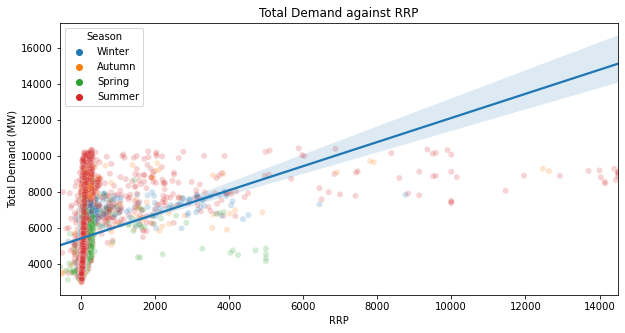 Total Demand against RRP
Season
Winter
Autumn
Spring
Summer
Total Demand (MW)
16000
14000
12000
10000
8000
6000
4000
0 2000 4000 6000 8000 10000 12000 14000
RRP